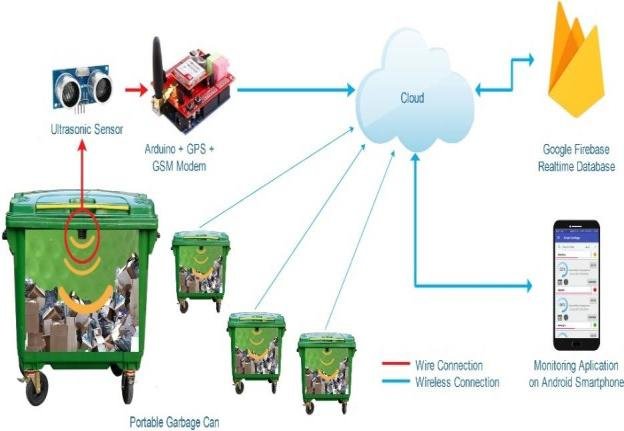 Ultrasonic Sensor
Arduino + GPS +
GSM Modem
Cloud
Google Firebase
Realtime Database
Wire Connection
Wireless Connection
Monitoring Aplication
on Android Smartphone
Portable Garbage Can